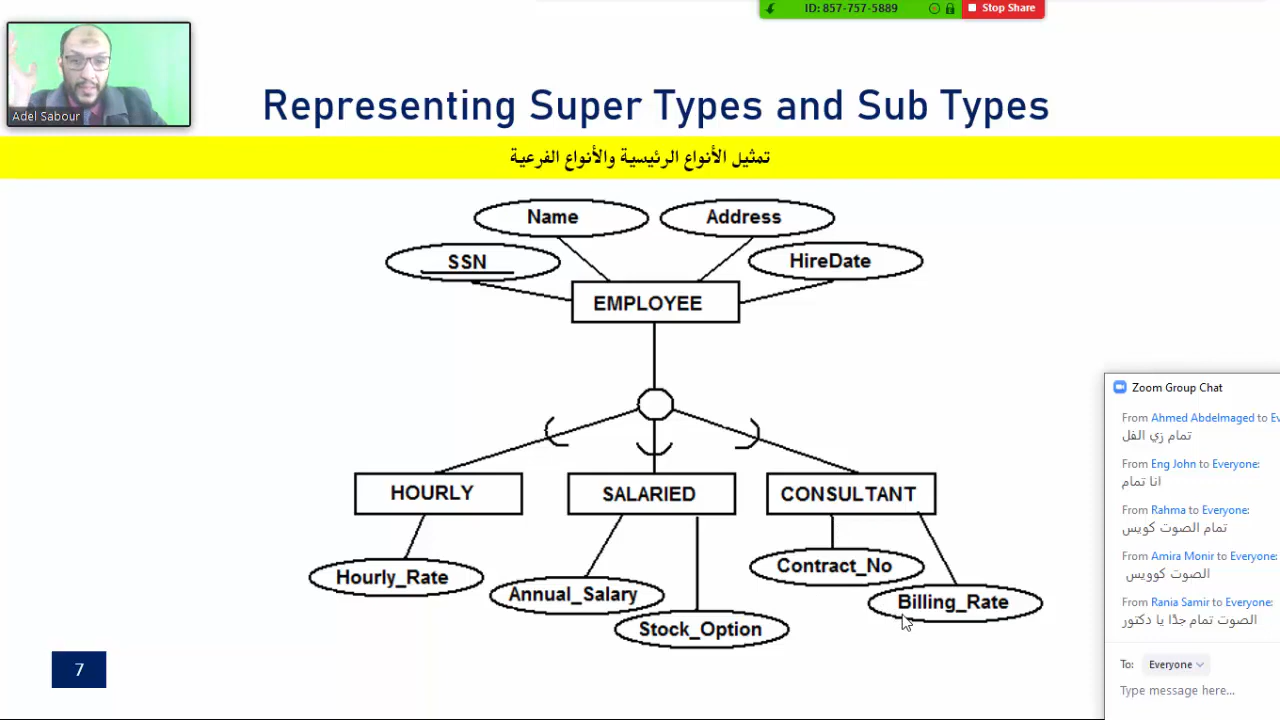 ID: 857-757-5889
Stop Share
Adel Sabour
Representing Super Types and Sub Types
تمثيل الأنواع الرئيسية والأنواع الفرعية
Name
Address
SSN
HireDate
EMPLOYEE
HOURLY
SALARIED
CONSULTANT
Hourly_Rate
Annual_Salary
Stock_Option
Contract_No
Billing_Rate
7
Zoom Group Chat
From Ahmed Abdelmaged to Ev
تمام زي الفل
From Eng John to Everyone:
انا تمام
From Rahma to Everyone:
تمام الصوت كويس
From Amira Monir to Everyone:
الصوت كوويس
From Rania Samir to Everyone:
الصوت تمام جدًا يا دكتور
To: Everyone
Type message here...